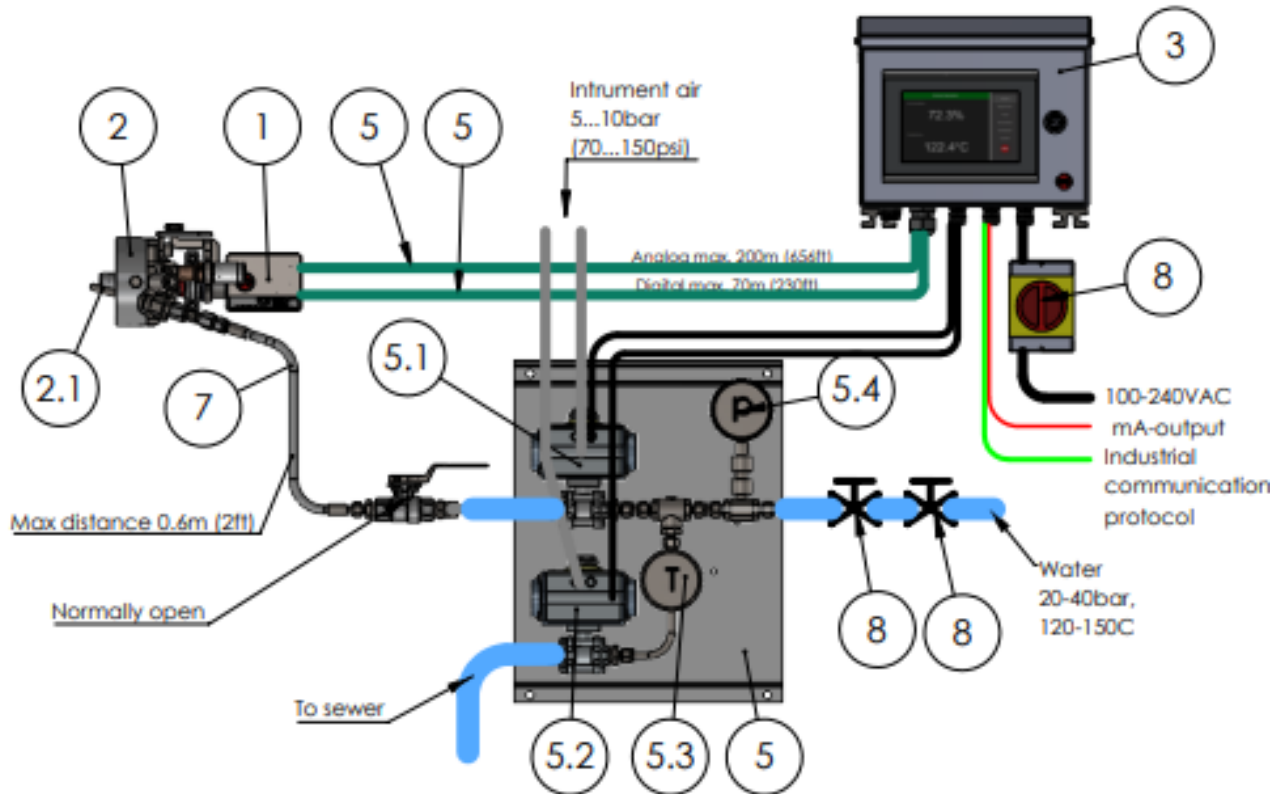 3
Intrument air
5...10bar
(70...150psi)
2
1
5
5
72.3%
122.4°C
Analog max. 200m (656ft)
Digital max. 70m (230ft)
8
2.1
7
5.1
5.4
P
100-240VAC
mA-output
Industrial
communication
protocol
Max distance 0.6m (2ft)
Normally open
T
Water
20-40bar,
120-150C
8
8
To sewer
5.2
5.3
5